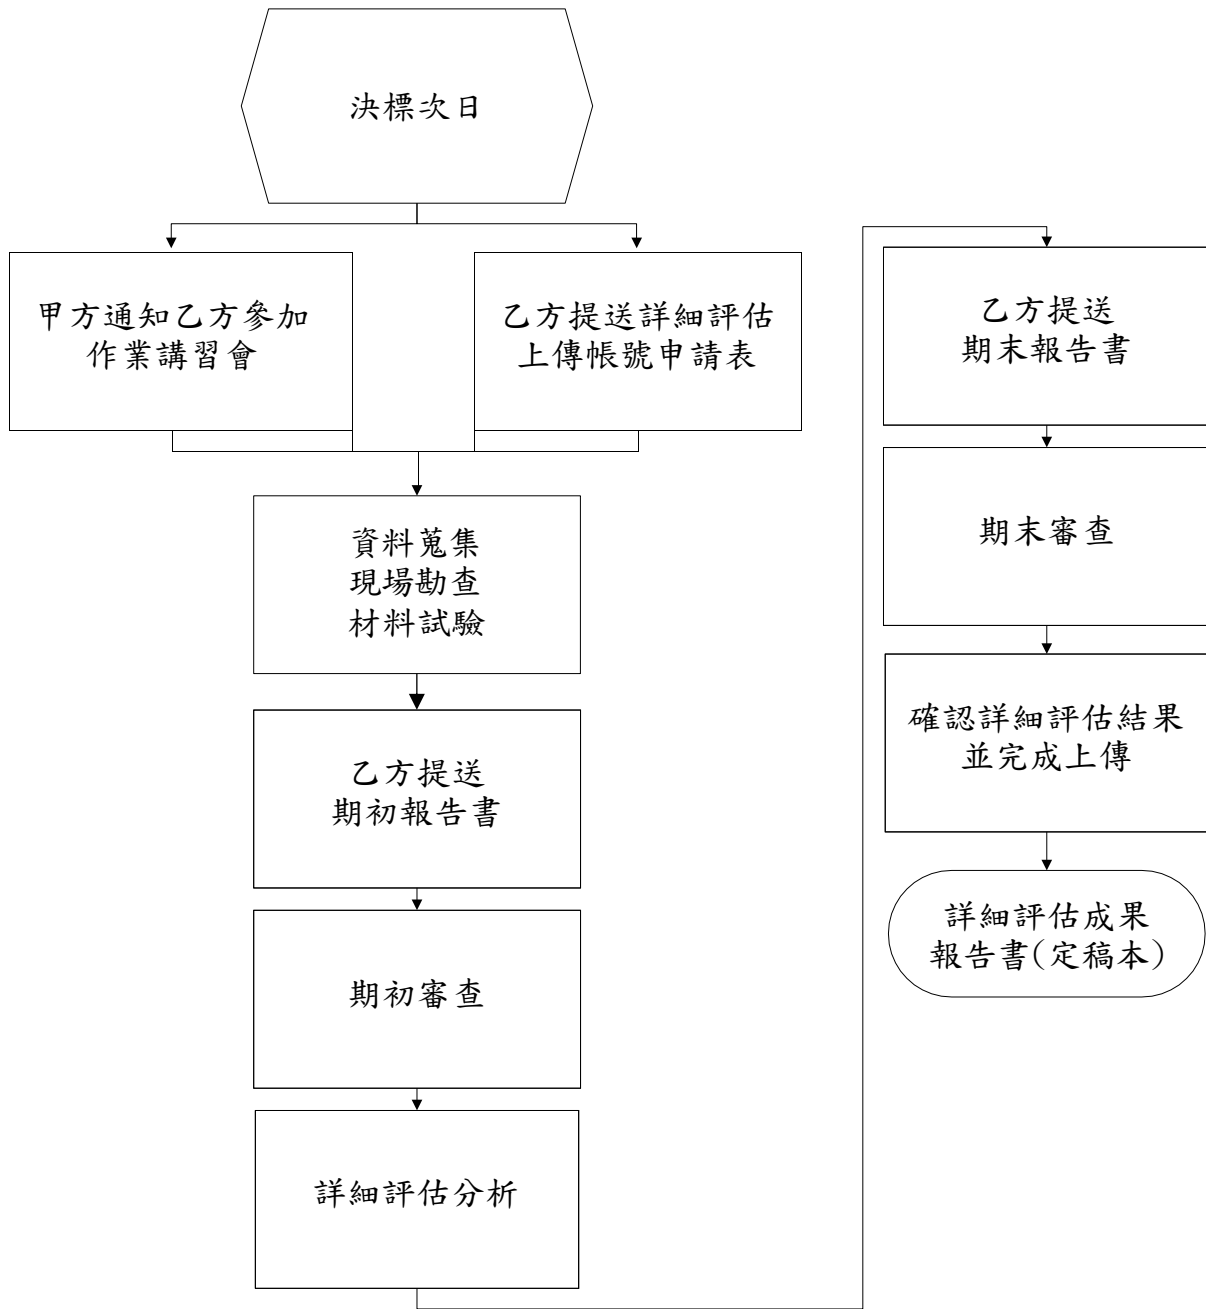 決標次日
甲方通知乙方參加
作業講習會
乙方提送詳細評估
上傳帳號申請表
資料蒐集
現場勘查
材料試驗
乙方提送
期初報告書
期初審查
詳細評估分析
乙方提送
期末報告書
期末審查
確認詳細評估結果
並完成上傳
詳細評估成果
報告書(定稿本)